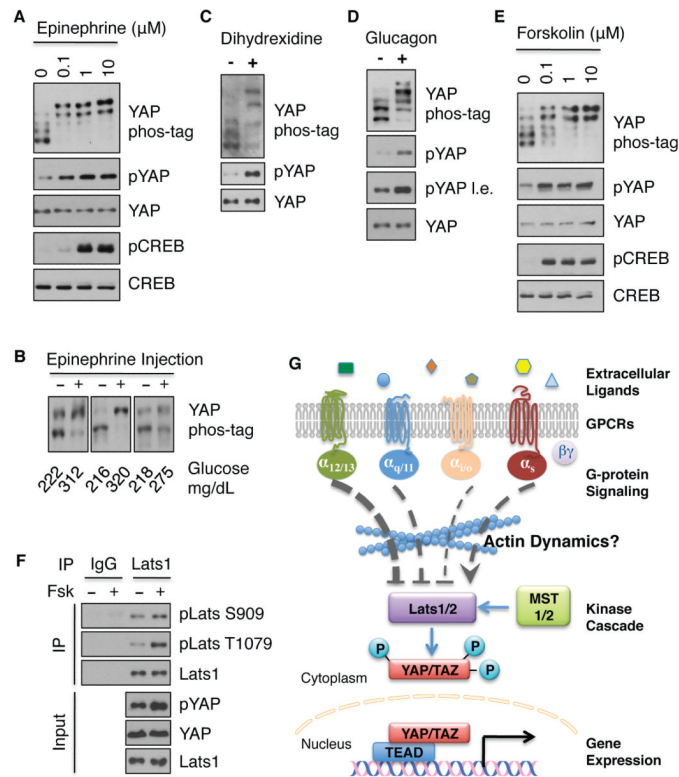 A
Epinephrine (μM)
0 0.1 1 10
YAP
phos-tag
pYAP
YAP
pCREB
CREB
C
Dihydrexidine
- +
YAP
phos-tag
pYAP
YAP
D
Glucagon
- +
YAP
phos-tag
pYAP
pYAP l.e.
YAP
E
Forskolin (μM)
0 0.1 1 10
YAP
phos-tag
pYAP
YAP
pCREB
CREB
B
Epinephrine Injection
– + – + – +
YAP
phos-tag
222 312 216 320 218 275
Glucose
mg/dL
F
IP IgG Lats1
Fsk – + – +
IP
pLats S909
pLats T1079
Lats1
Input
pYAP
YAP
Lats1
G
Extracellular
Ligands
GPCRs
α12/13 αq/11 αi/o αs βγ
G-protein
Signaling
Actin Dynamics?
Lats1/2
MST
1/2
Kinase
Cascade
P P
YAP/TAZ P
Cytoplasm
Nucleus
YAP/TAZ
TEAD
Gene
Expression